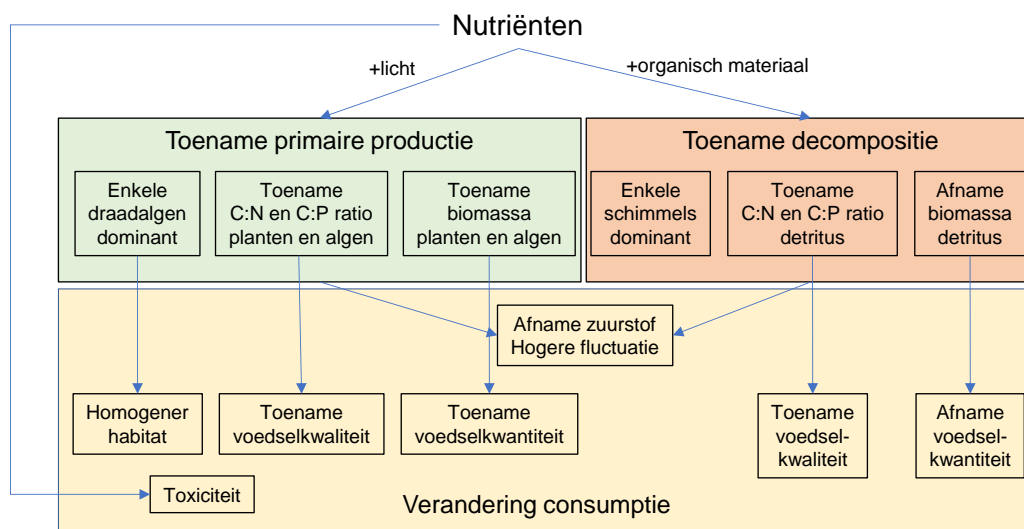 Nutriënten
+licht
+organisch materiaal
Toename primaire productie
Enkele
draadalgen
dominant
Toename
C:N en C:P ratio
planten en algen
Toename
biomassa
planten en algen
Toename decompositie
Enkele
schimmels
dominant
Toename
C:N en C:P ratio
detritus
Afname
biomassa
detritus
Afname zuurstof
Hogere fluctuatie
Homogener
habitat
Toename
voedselkwaliteit
Toename
voedselkwantiteit
Toename
voedsel-
kwaliteit
Afname
voedsel-
kwantiteit
Toxiciteit
Verandering consumptie